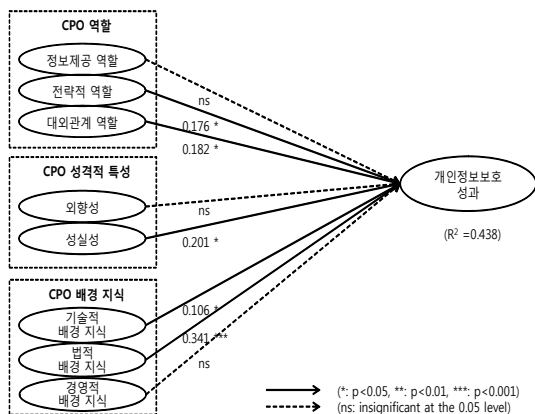 CPO 역할
정보제공 역할
전략적 역할
대외관계 역할
ns
0.176 *
0.182 *
CPO 성격적 특성
외향성
성실성
ns
0.201 *
개인정보보호
성과
(R² =0.438)
CPO 배경 지식
기술적
배경 지식
법적
배경 지식
경영적
배경 지식
0.106 *
0.341 ***
ns
(*: p<0.05, **: p<0.01, ***: p<0.001)
(ns: insignificant at the 0.05 level)